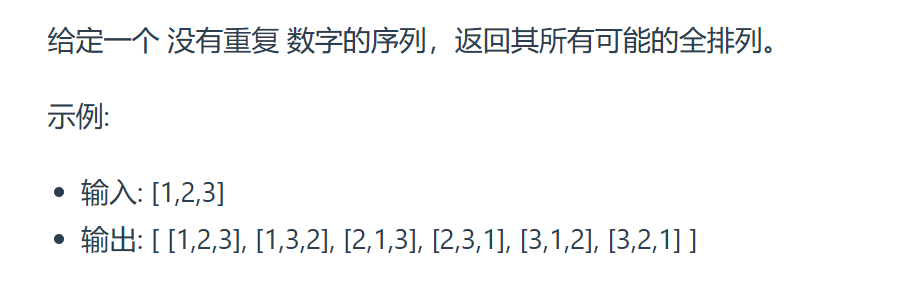 给定一个 没有重复 数字的序列，返回其所有可能的全排列。
示例:
• 输入: [1,2,3]
• 输出: [ [1,2,3], [1,3,2], [2,1,3], [2,3,1], [3,1,2], [3,2,1] ]